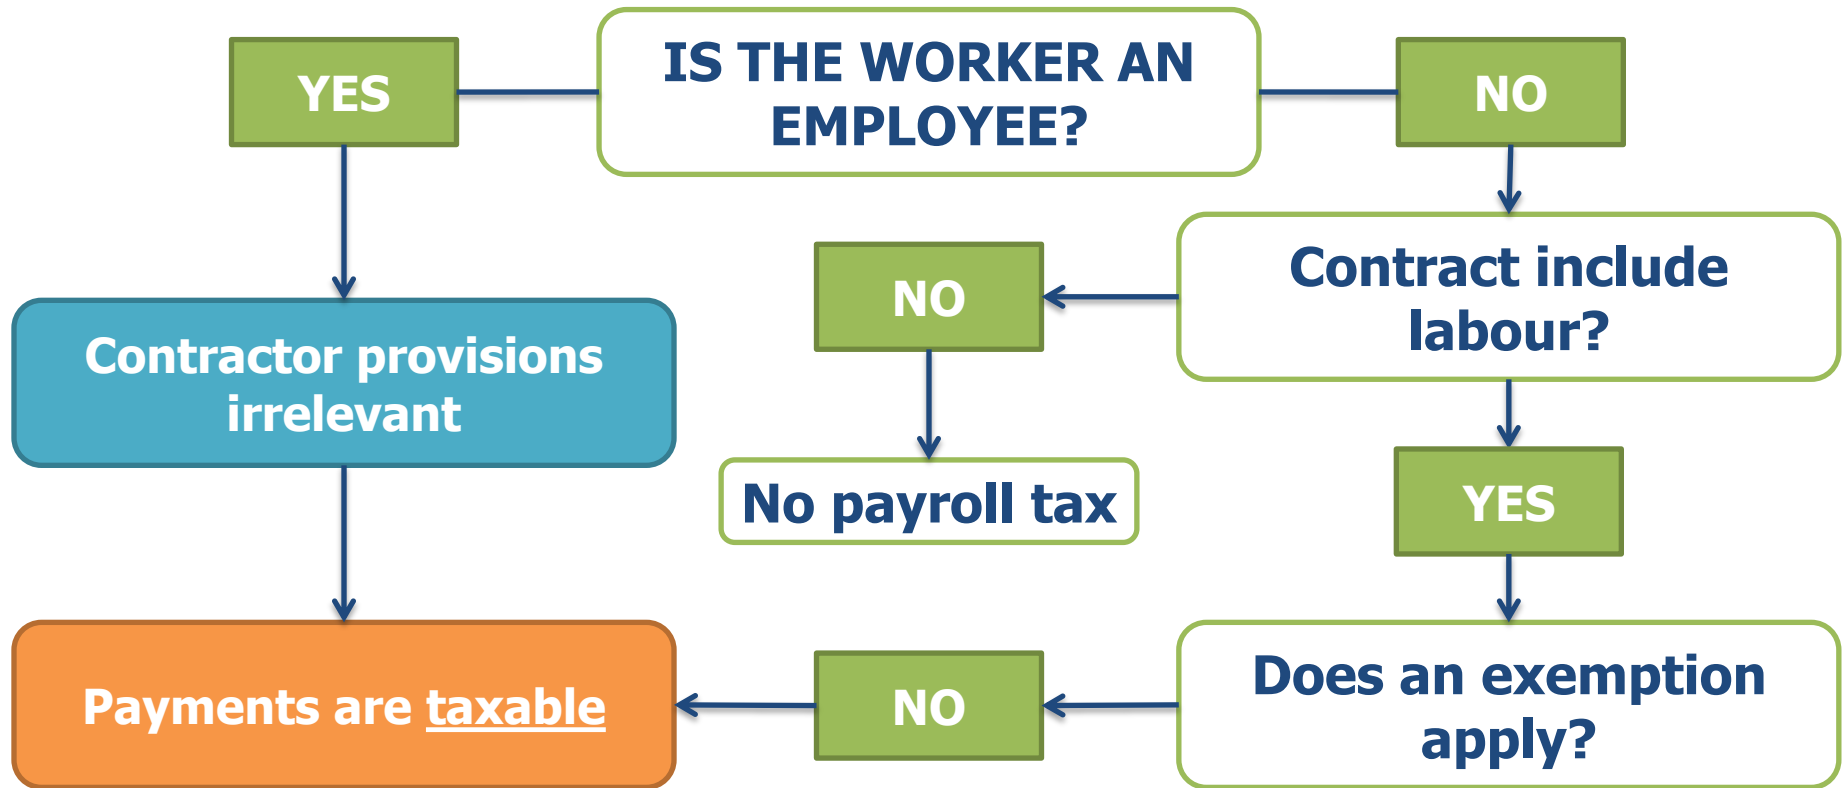 YES
IS THE WORKER AN
EMPLOYEE?
NO
Contract include
labour?
NO
Contractor provisions
irrelevant
No payroll tax
YES
Payments are taxable
NO
Does an exemption
apply?